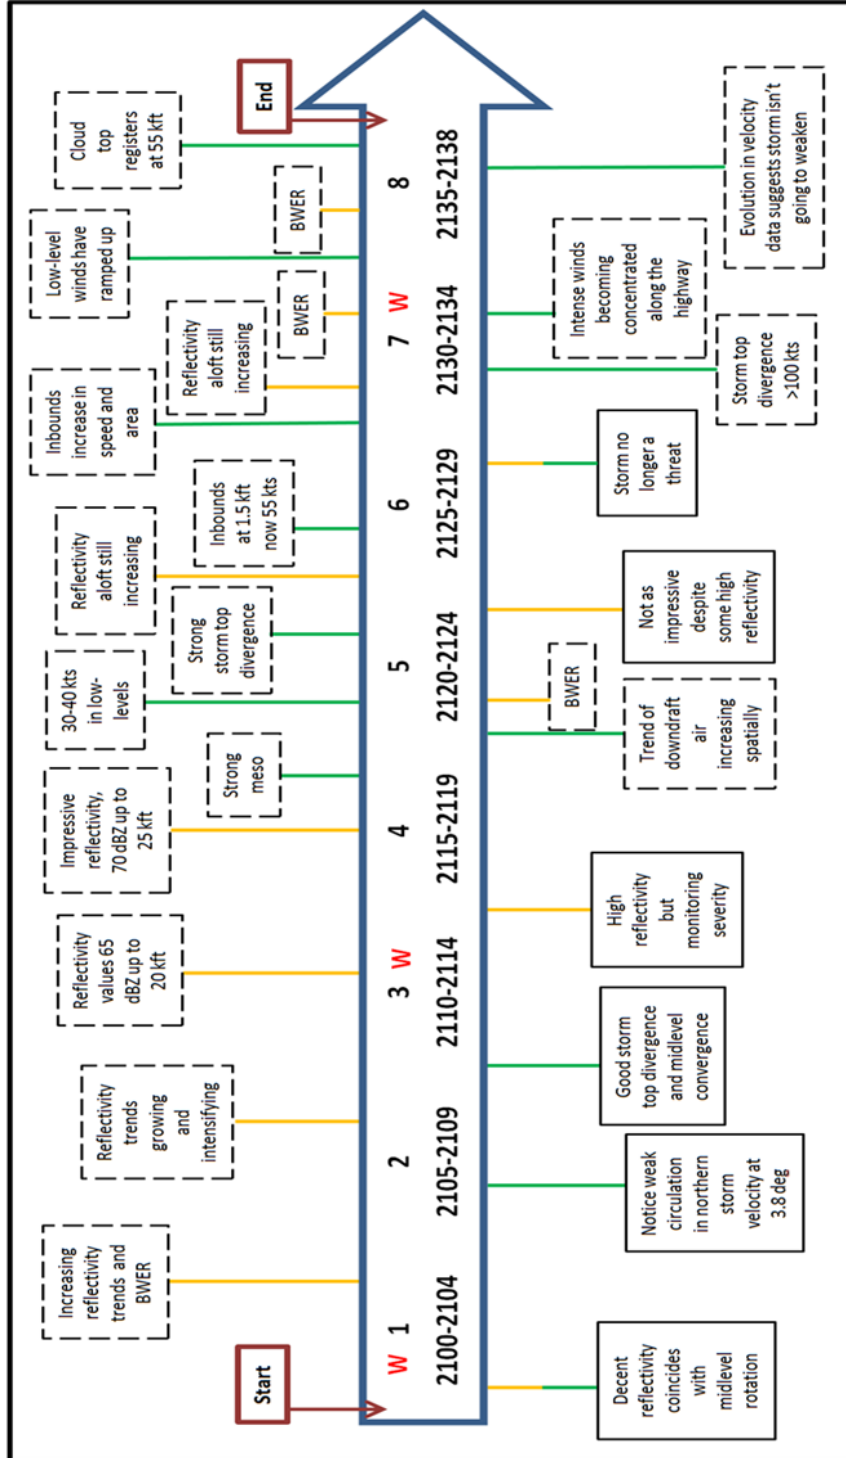 Start
Increasing
reflectivity
trends and
BWER
Reflectivity
trends
growing
and
intensifying
Reflectivity
values 65
dBZ up to
20 kft
Impressive
reflectivity,
70 dBZ up to
25 kft
Strong
meso
30-40 kts
in low-
levels
Strong
storm top
divergence
Reflectivity
aloft still
increasing
Inbounds
at 1.5 kft
now 55 kts
Inbounds
increase in
speed and
area
Reflectivity
aloft still
increasing
BWER
Low-level
winds have
ramped up
BWER
Cloud
top
registers
at 55 kft
End
W 1 2 3 W 4 5 6 7 W 8
2100-2104 2105-2109 2110-2114 2115-2119 2120-2124 2125-2129 2130-2134 2135-2138
Decent
reflectivity
coincides
with
midlevel
rotation
Notice weak
circulation
in northern
storm
velocity at
3.8 deg
Good storm
top divergence
and midlevel
convergence
High
reflectivity
but
monitoring
severity
Trend of
downdraft
air
increasing
spatially
BWER
Not as
impressive
despite
some high
reflectivity
Storm no
longer a
threat
Storm top
divergence
>100 kts
Intense winds
becoming
concentrated
along the
highway
Evolution in velocity
data suggests storm isn't
going to weaken